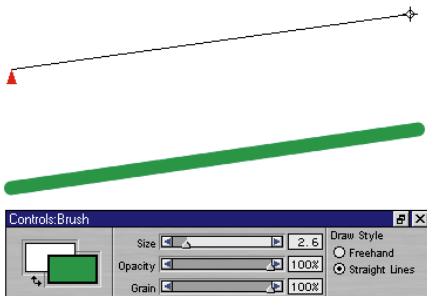 Controls:Brush
Size 2.6 Draw Style
Freehand
Opacity 100% Straight Lines
Grain 100%